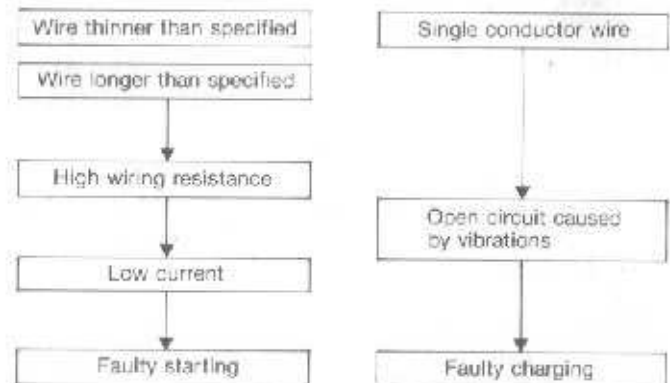 Wire thinner than specified
Wire longer than specified
High wiring resistance
Low current
Faulty starting
Single conductor wire
Open circuit caused
by vibrations
Faulty charging